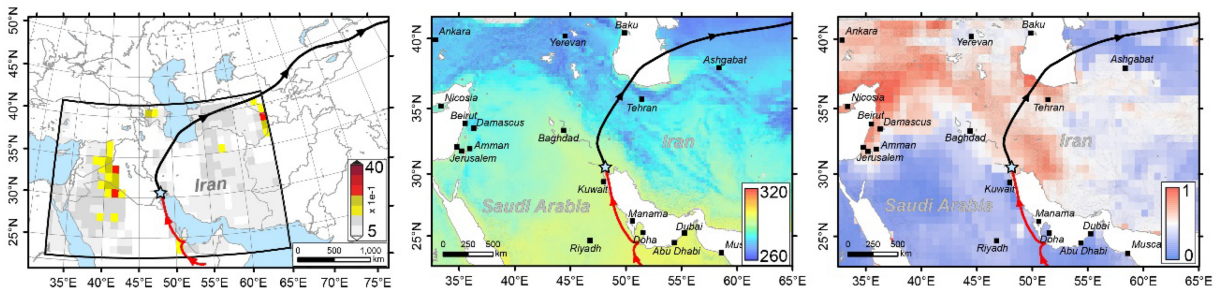 50°N
45°N
40°N
35°N
30°N
25°N
Iran
40
x 1e-1
5
0 500 1,000
km
35°E 40°E 45°E 50°E 55°E 60°E 65°E 71°E 76°E
40°N
35°N
30°N
25°N
Ankara
Baku
Yerevan
Ashgabat
Nicosia
Tehran
Beirut
Damascus
Baghdad
Amman
Jerusalem
Iran
Kuwait
Saudi Arabia
Manama
Doha
Dubai
Riyadh
Abu Dhabi
Musc
320
260
0 250 500
km
35°E 40°E 45°E 50°E 55°E 60°E 65°E
40°N
35°N
30°N
25°N
Ankara
Baku
Yerevan
Ashgabat
Nicosia
Tehran
Beirut
Damascus
Baghdad
Amman
Jerusalem
Iran
Kuwait
Saudi Arabia
Manama
Doha
Dubai
Riyadh
Abu Dhabi
Musca
1
0
0 250 500
km
35°E 40°E 45°E 50°E 55°E 60°E 65°E